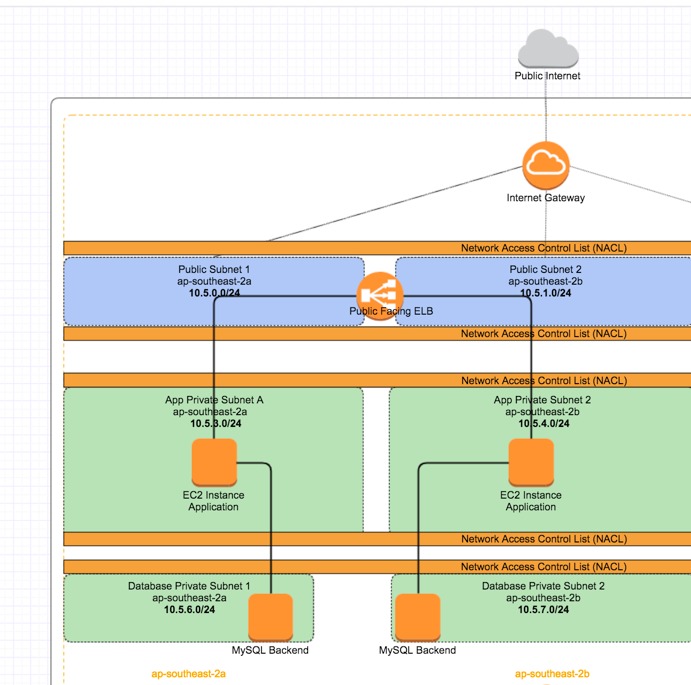 Public Internet
Internet Gateway
Network Access Control List (NACL)
Public Subnet 1
ap-southeast-2a
10.5.0.0/24
Public Subnet 2
ap-southeast-2b
10.5.1.0/24
Public Facing ELB
Network Access Control List (NACL)
Network Access Control List (NACL)
App Private Subnet A
ap-southeast-2a
10.5.3.0/24
App Private Subnet 2
ap-southeast-2b
10.5.4.0/24
EC2 Instance
Application
EC2 Instance
Application
Network Access Control List (NACL)
Network Access Control List (NACL)
Database Private Subnet 1
ap-southeast-2a
10.5.6.0/24
Database Private Subnet 2
ap-southeast-2b
10.5.7.0/24
MySQL Backend
MySQL Backend
ap-southeast-2a
ap-southeast-2b